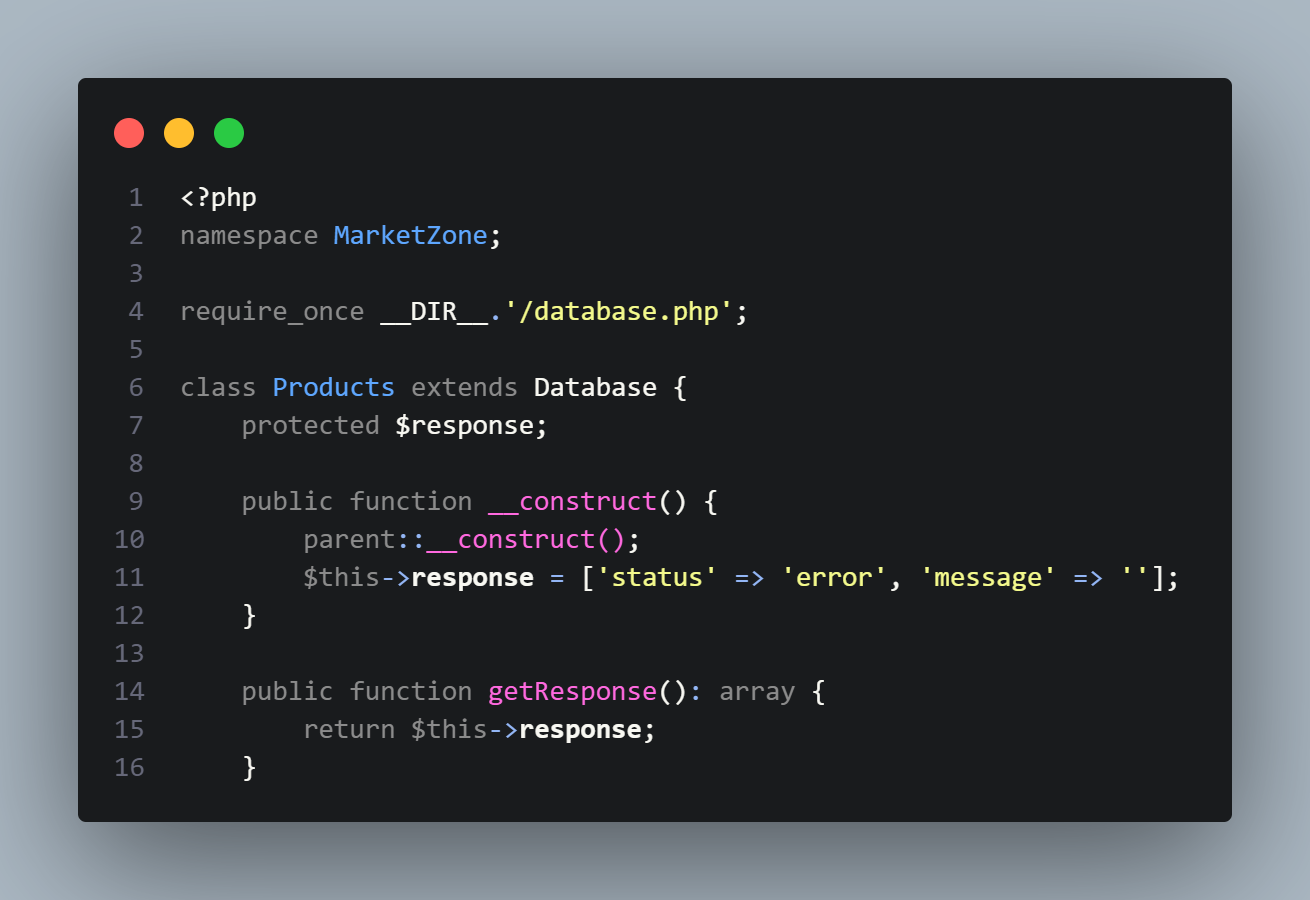 1 <?php
2 namespace MarketZone;
3
4 require_once __DIR__.'/database.php';
5
6 class Products extends Database {
7     protected $response;
8
9     public function __construct() {
10         parent::__construct();
11         $this->response = ['status' => 'error', 'message' => ''];
12     }
13
14     public function getResponse(): array {
15         return $this->response;
16     }